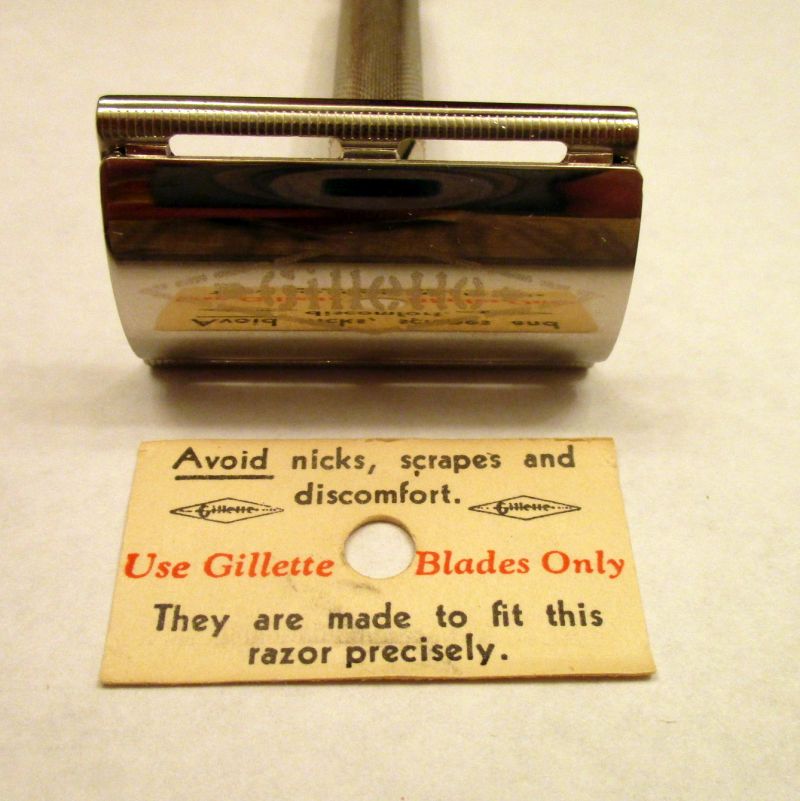 Gillette
Avoid nicks, scrapes and
discomfort.
Gillette Gillette
Use Gillette Blades Only
They are made to fit this
razor precisely.